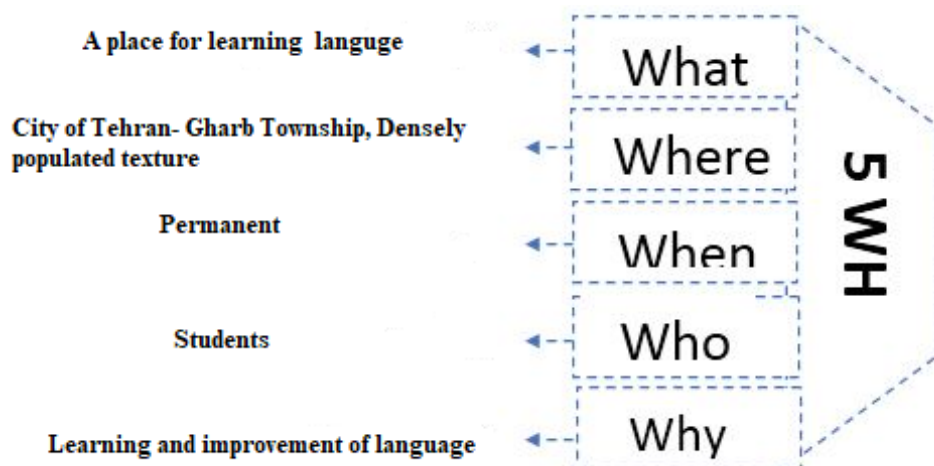 A place for learning languge
What
City of Tehran- Gharb Township, Densely
populated texture
Where
Permanent
When
Students
Who
Learning and improvement of language
Why
5 WH